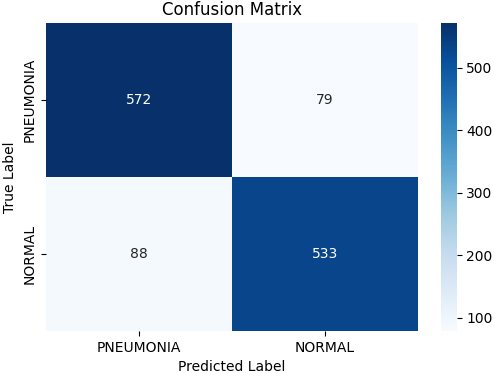 Confusion Matrix
True Label
PNEUMONIA
572
79
NORMAL
88
533
PNEUMONIA
NORMAL
Predicted Label
500
400
300
200
100